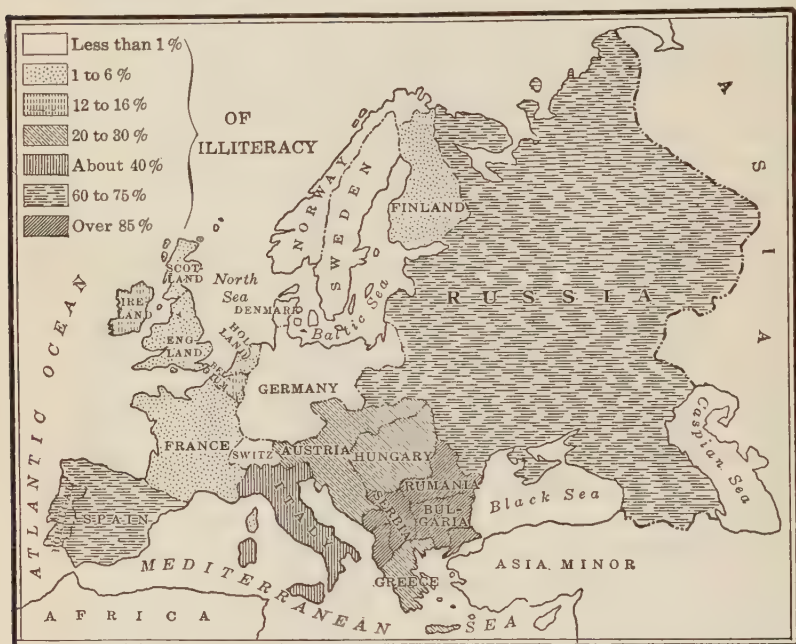 Less than 1%
1 to 6%
12 to 16%
20 to 30%
About 40%
60 to 75%
Over 85%
OF
ILLITERACY
ASIA
NORWAY
SWEDEN
FINLAND
SCOT-
LAND
North
Sea
IRE
LAND
DENMARK
Baltic Sea
RUSSIA
ENG-
LAND
HOLLAND
GERMANY
ATLANTIC OCEAN
FRANCE
SWITZ
AUSTRIA
HUNGARY
Caspian Sea
RUMANIA
Black Sea
SERBIA
BUL-
GARIA
ITALY
SPAIN
GREECE
ASIA MINOR
MEDITERRANEAN
SEA
AFRICA